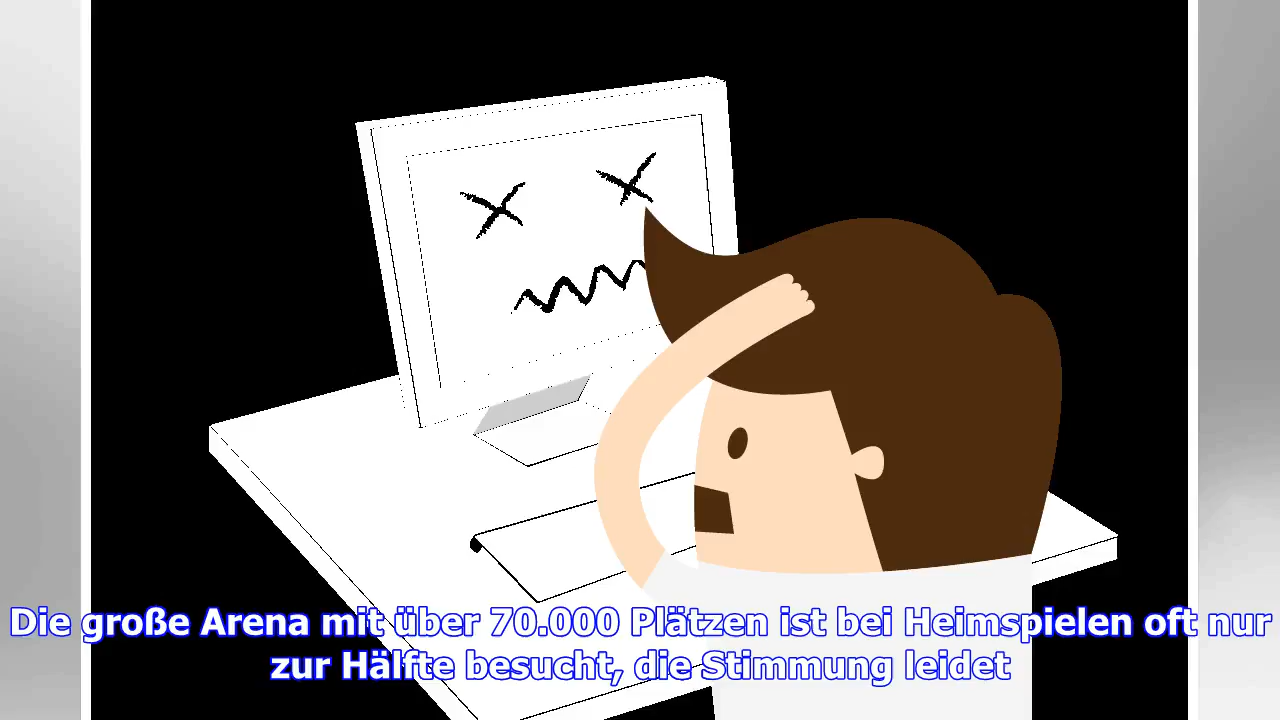 Die große Arena mit über 70.000 Plätzen ist bei Heimspielen oft nur
zur Hälfte besucht, die Stimmung leidet